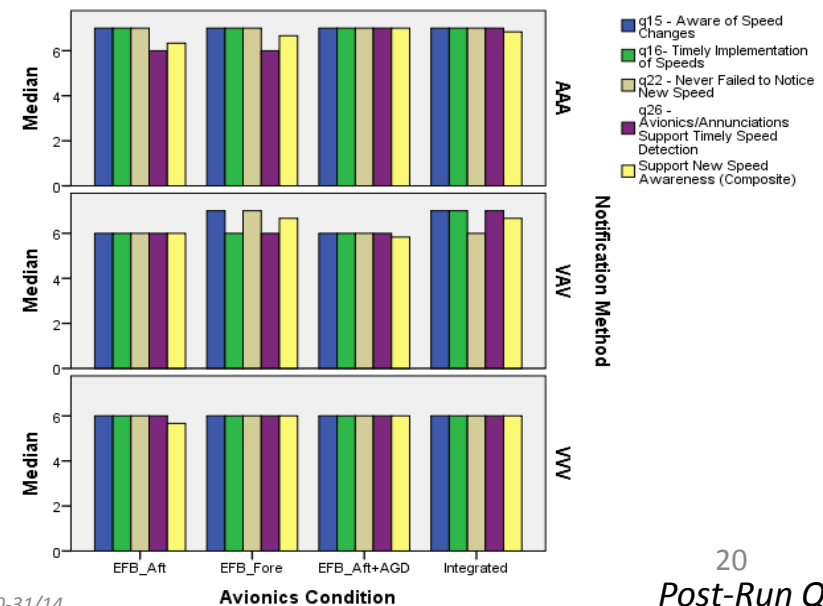 6
4
2
0
Median
AAA
6
4
2
0
Median
VAV
6
4
2
0
Median
VVV
EFB_Aft
EFB_Fore
EFB_Aft+AGD
Integrated
Avionics Condition
Notification Method
q15 - Aware of Speed
Changes
q16- Timely Implementation
of Speeds
q22 - Never Failed to Notice
New Speed
q26 -
Avionics/Annunciations
Support Timely Speed
Detection
Support New Speed
Awareness (Composite)
20
Post-Run Q
0-31/14